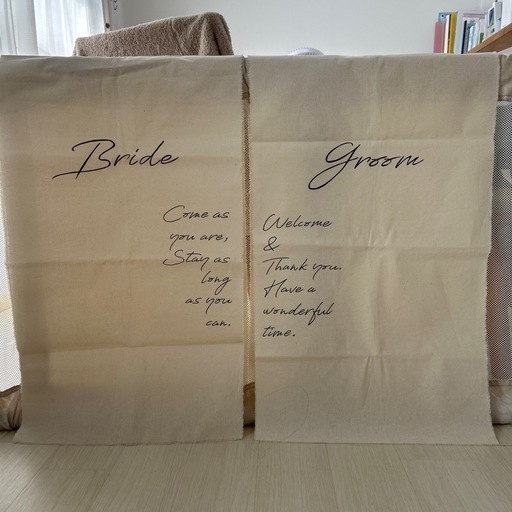 Bride
Come as
you are,
Stay as
long
as you
can.
Groom
Welcome
&
Thank you.
Have a
wonderful
time.